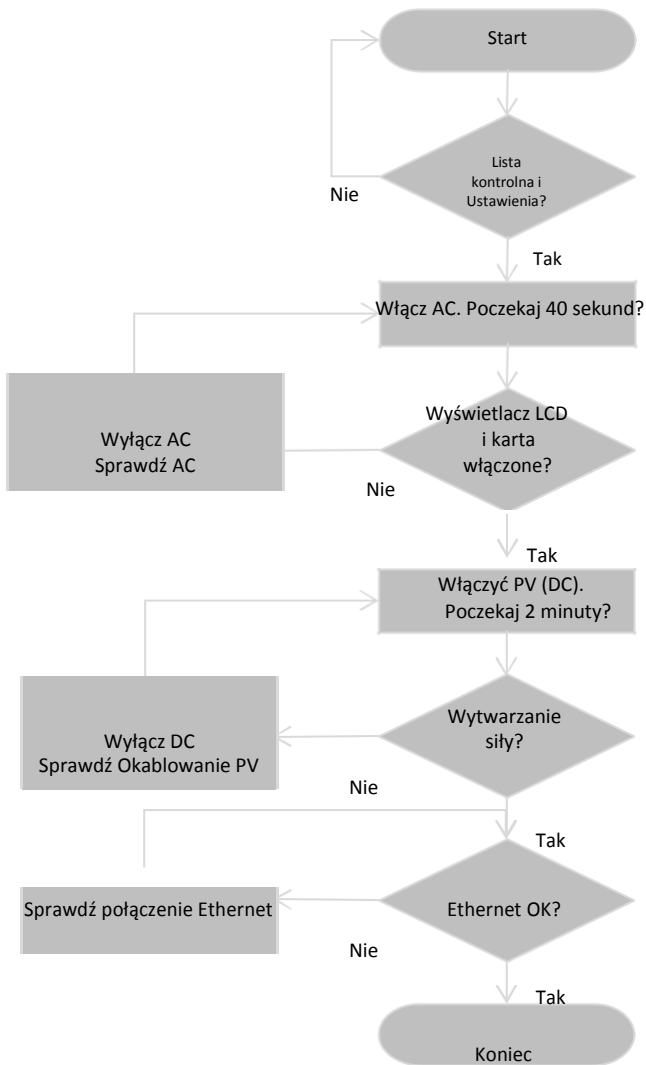 Start
Lista
kontrolna i
Ustawienia?
Nie
Tak
Włącz AC. Poczekaj 40 sekund?
Wyświetlacz LCD
i karta
włączone?
Wyłącz AC
Sprawdź AC
Nie
Tak
Włączyć PV (DC).
Poczekaj 2 minuty?
Wytwarzanie
siły?
Wyłącz DC
Sprawdź Okablowanie PV
Nie
Tak
Sprawdź połączenie Ethernet
Ethernet OK?
Nie
Tak
Koniec